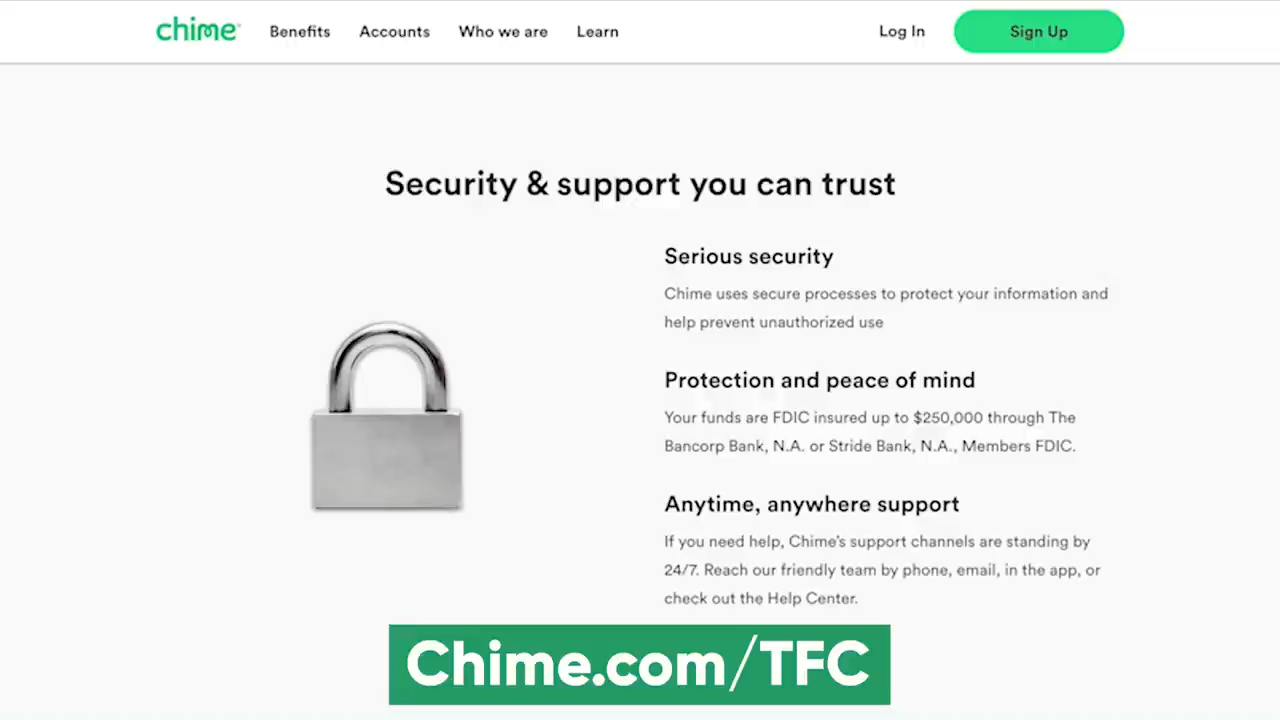 chime
Benefits Accounts Who we are Learn Log In Sign Up
Security & support you can trust
Serious security
Chime uses secure processes to protect your information and
help prevent unauthorized use
Protection and peace of mind
Your funds are FDIC insured up to $250,000 through The
Bancorp Bank, N.A. or Stride Bank, N.A., Members FDIC.
Anytime, anywhere support
If you need help, Chime's support channels are standing by
24/7. Reach our friendly team by phone, email, in the app, or
check out the Help Center.
Chime.com/TFC